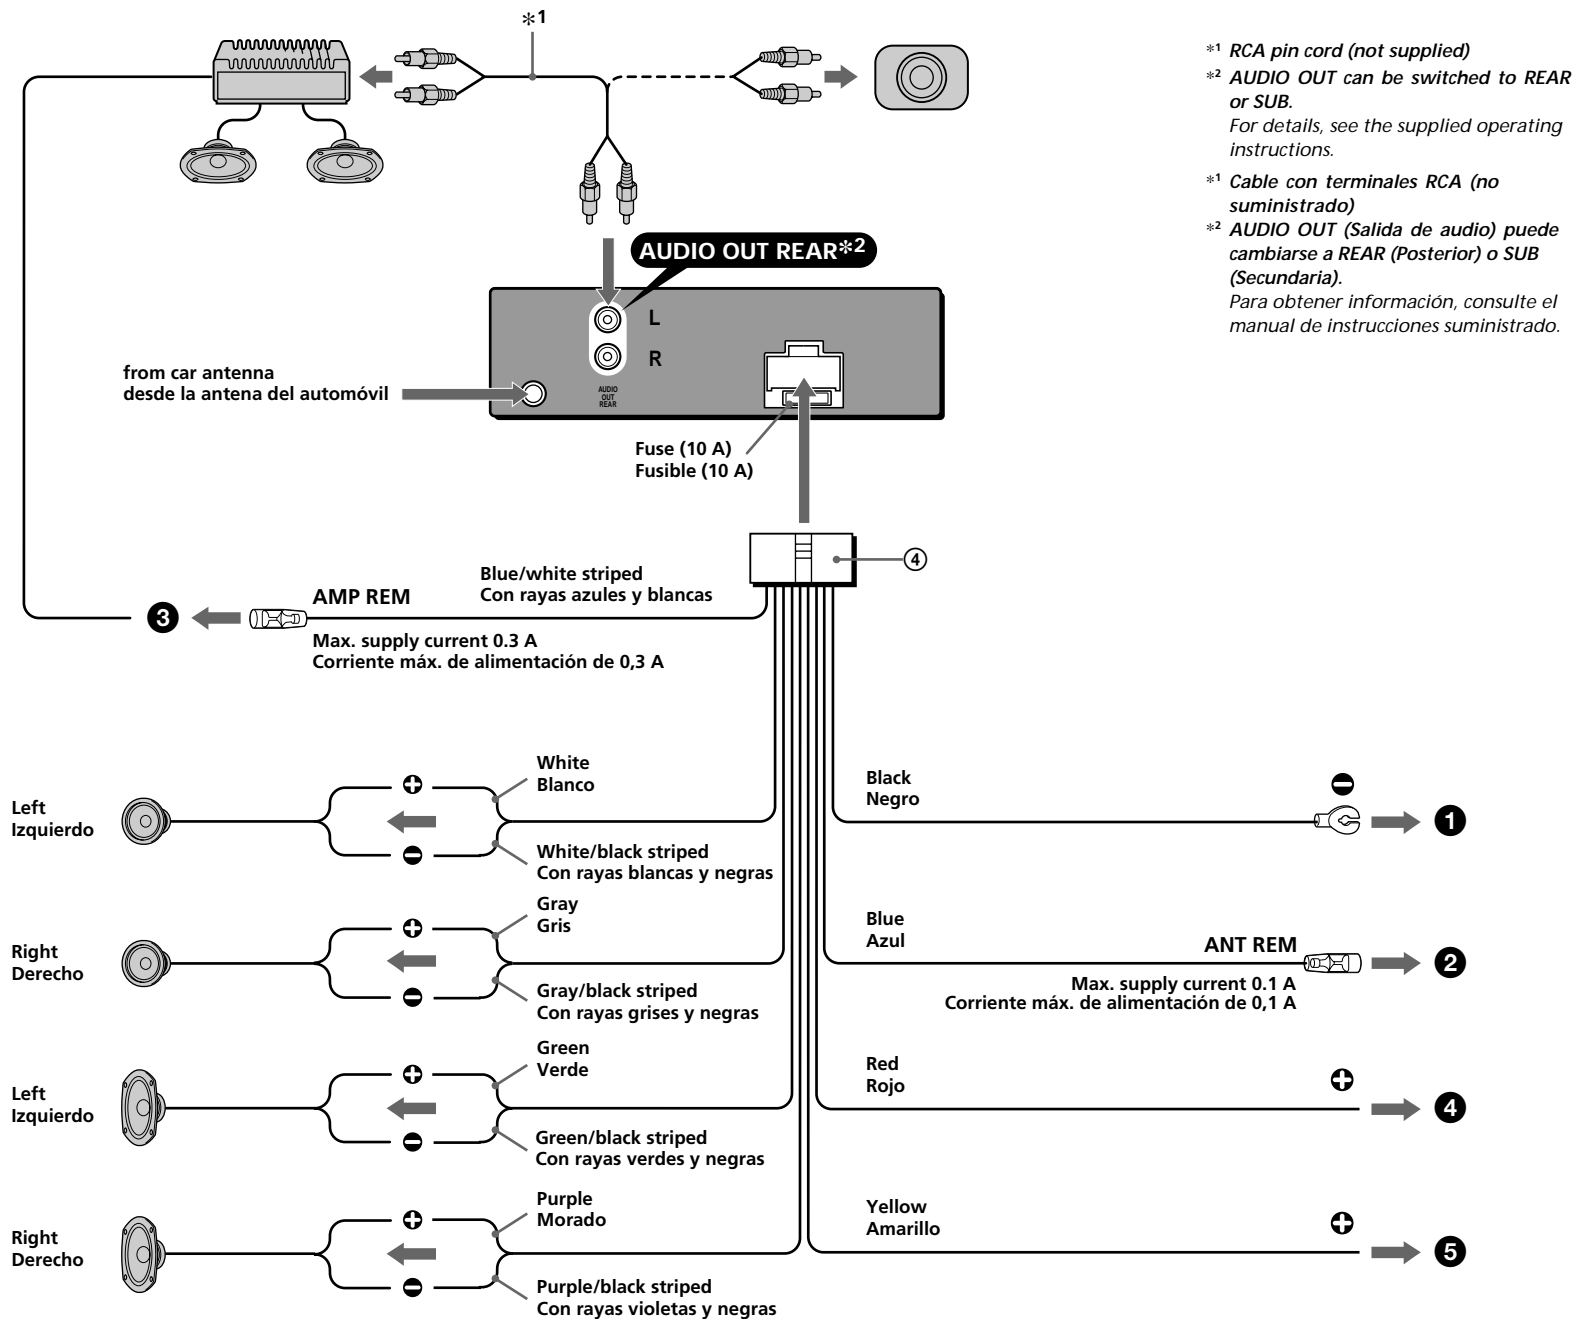 *1
*1 RCA pin cord (not supplied)
*2 AUDIO OUT can be switched to REAR
or SUB.
For details, see the supplied operating
instructions.
*1 Cable con terminales RCA (no
suministrado)
*2 AUDIO OUT (Salida de audio) puede
cambiarse a REAR (Posterior) o SUB
(Secundaria).
Para obtener información, consulte el
manual de instrucciones suministrado.
AUDIO OUT REAR*2
L
R
AUDIO
OUT
REAR
from car antenna
desde la antena del automóvil
Fuse (10 A)
Fusible (10 A)
4
Blue/white striped
Con rayas azules y blancas
AMP REM
3
Max. supply current 0.3 A
Corriente máx. de alimentación de 0,3 A
Left
Izquierdo
White
Blanco
White/black striped
Con rayas blancas y negras
Right
Derecho
Gray
Gris
Gray/black striped
Con rayas grises y negras
Left
Izquierdo
Green
Verde
Green/black striped
Con rayas verdes y negras
Right
Derecho
Purple
Morado
Purple/black striped
Con rayas violetas y negras
Black
Negro
1
Blue
Azul
ANT REM
2
Max. supply current 0.1 A
Corriente máx. de alimentación de 0,1 A
Red
Rojo
4
Yellow
Amarillo
5